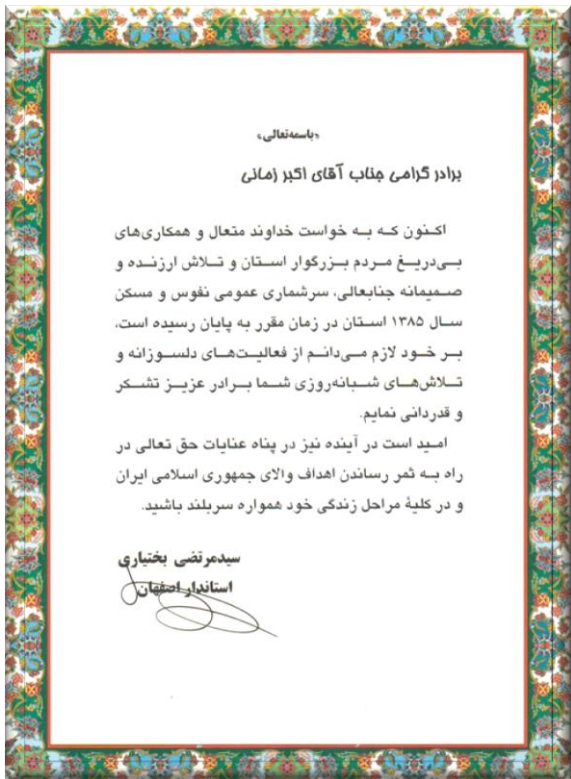 «باسمه‌تعالی»
برادر گرامی جناب آقای اکبر زمانی
اکنون که به خواست خداوند متعال و همکاری‌های
بی‌دریغ مردم بزرگوار استان و تلاش ارزنده و
صمیمانه جنابعالی، سرشماری عمومی نفوس و مسکن
سال ۱۳۸۵ استان در زمان مقرر به پایان رسیده است،
بر خود لازم می‌دانم از فعالیت‌های دلسوزانه و
تلاش‌های شبانه‌روزی شما برادر عزیز تشکر
و قدردانی نمایم.
امید است در آینده نیز در پناه عنایات حق تعالی در
راه به ثمر رساندن اهداف والای جمهوری اسلامی ایران
و در کلیۀ مراحل زندگی خود همواره سربلند باشید.
سیدمرتضی بختیاری
استاندار اصفهان